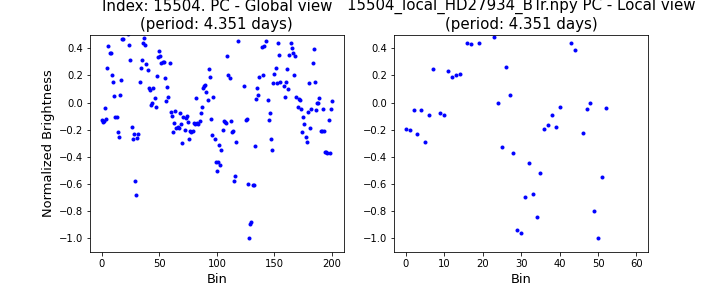 Index: 15504. PC - Global view
(period: 4.351 days)
15504_local_HD27934_BTr.npy PC - Local view
(period: 4.351 days)
Normalized Brightness
0.4
0.2
0.0
−0.2
−0.4
−0.6
−0.8
−1.0
0 50 100 150 200
Bin
0.4
0.2
0.0
−0.2
−0.4
−0.6
−0.8
−1.0
0 10 20 30 40 50 60
Bin